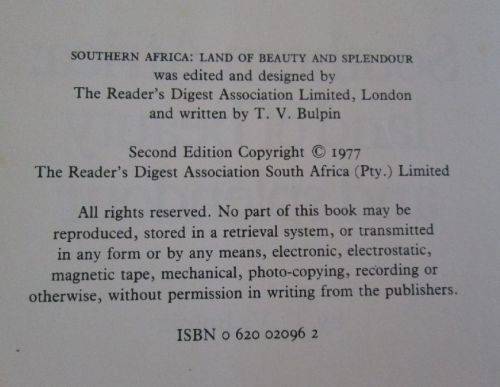 SOUTHERN AFRICA: LAND OF BEAUTY AND SPLENDOUR
was edited and designed by
The Reader's Digest Association Limited, London
and written by T. V. Bulpin
Second Edition Copyright © 1977
The Reader's Digest Association South Africa (Pty.) Limited
All rights reserved. No part of this book may be
reproduced, stored in a retrieval system, or transmitted
in any form or by any means, electronic, electrostatic,
magnetic tape, mechanical, photo-copying, recording or
otherwise, without permission in writing from the publishers.
ISBN 0 620 02096 2